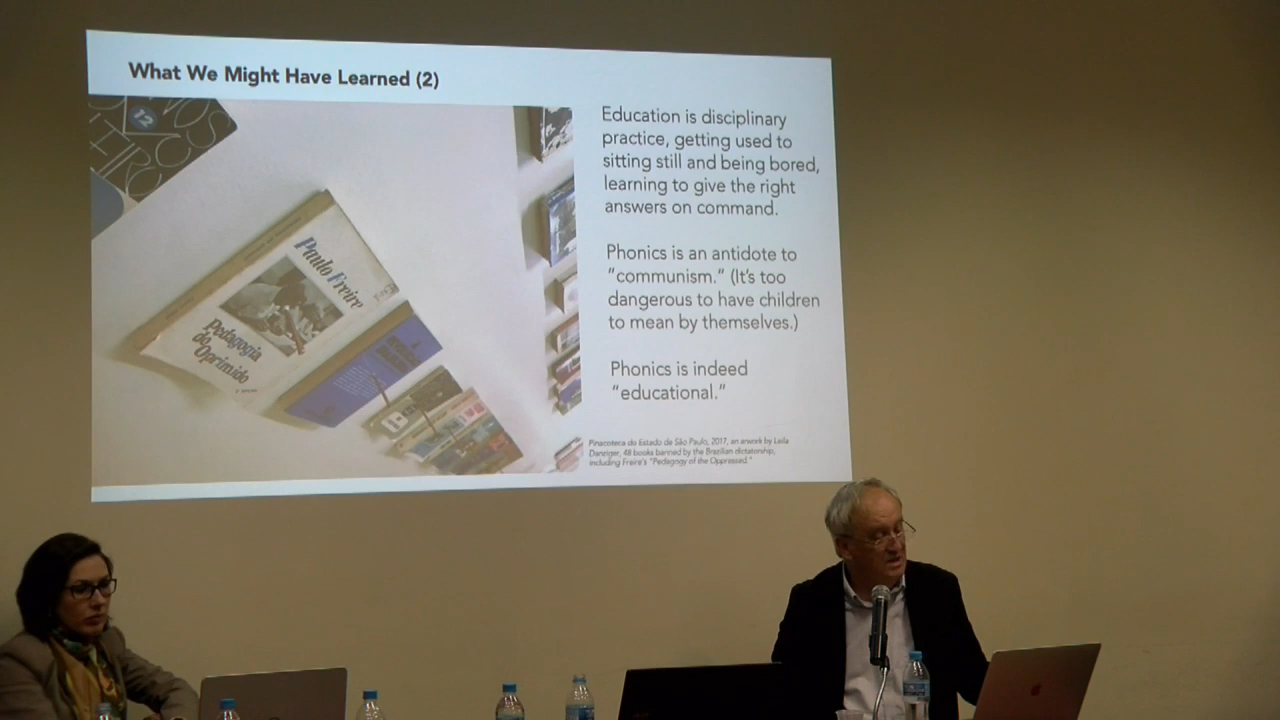 What We Might Have Learned (2)
12
Paulo Freire
Pedagogia
do
Oprimido
Education is disciplinary
practice, getting used to
sitting still and being bored,
learning to give the right
answers on command.
Phonics is an antidote to
"communism." (It's too
dangerous to have children
to mean by themselves.)
Phonics is indeed
"educational."
Pinacoteca do Estado de São Paulo, 2017, an artwork by Leila
Danziger, 48 books banned by the Brazilian dictatorship,
including Freire's "Pedagogy of the Oppressed."